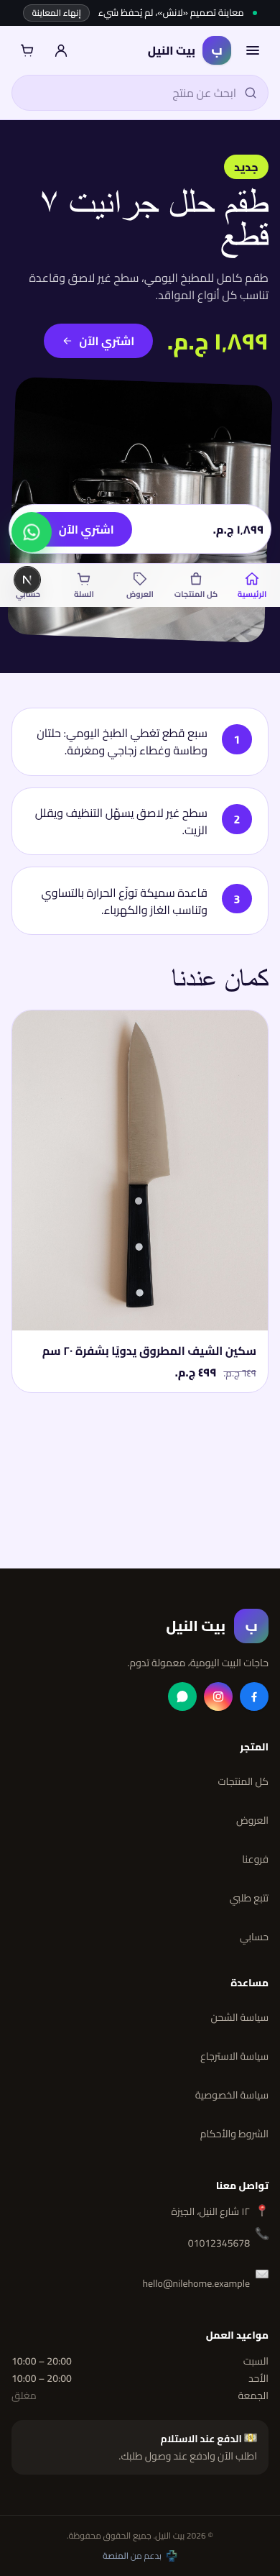 معاينة تصميم «لانش»، لم يُحفظ شيء
إنهاء المعاينة
ب
بيت النيل
ابحث عن منتج
جديد
طقم حلل جرانيت ٧
قطع
طقم كامل للمطبخ اليومي، سطح غير لاصق وقاعدة
تناسب كل أنواع المواقد.
١٬٨٩٩ ج.م.
اشتري الآن
١٬٨٩٩ ج.م.
اشتري الآن
الرئيسية
كل المنتجات
العروض
السلة
حسابي
N
1
سبع قطع تغطي الطبخ اليومي: حلتان
وطاسة وغطاء زجاجي ومغرفة.
2
سطح غير لاصق يسهّل التنظيف ويقلل
الزيت.
3
قاعدة سميكة توزّع الحرارة بالتساوي
وتناسب الغاز والكهرباء.
كمان عندنا
سكين الشيف المطروق يدويًا بشفرة ٢٠ سم
٦٤٩ ج.م.
٤٩٩ ج.م.
ب
بيت النيل
حاجات البيت اليومية، معمولة تدوم.
المتجر
كل المنتجات
العروض
فروعنا
تتبع طلبي
حسابي
مساعدة
سياسة الشحن
سياسة الاسترجاع
سياسة الخصوصية
الشروط والأحكام
تواصل معنا
١٢ شارع النيل، الجيزة
01012345678
hello@nilehome.example
مواعيد العمل
السبت
10:00 – 20:00
الأحد
10:00 – 20:00
الجمعة
مغلق
الدفع عند الاستلام
اطلب الآن وادفع عند وصول طلبك.
© 2026 بيت النيل. جميع الحقوق محفوظة.
بدعم من المنصة